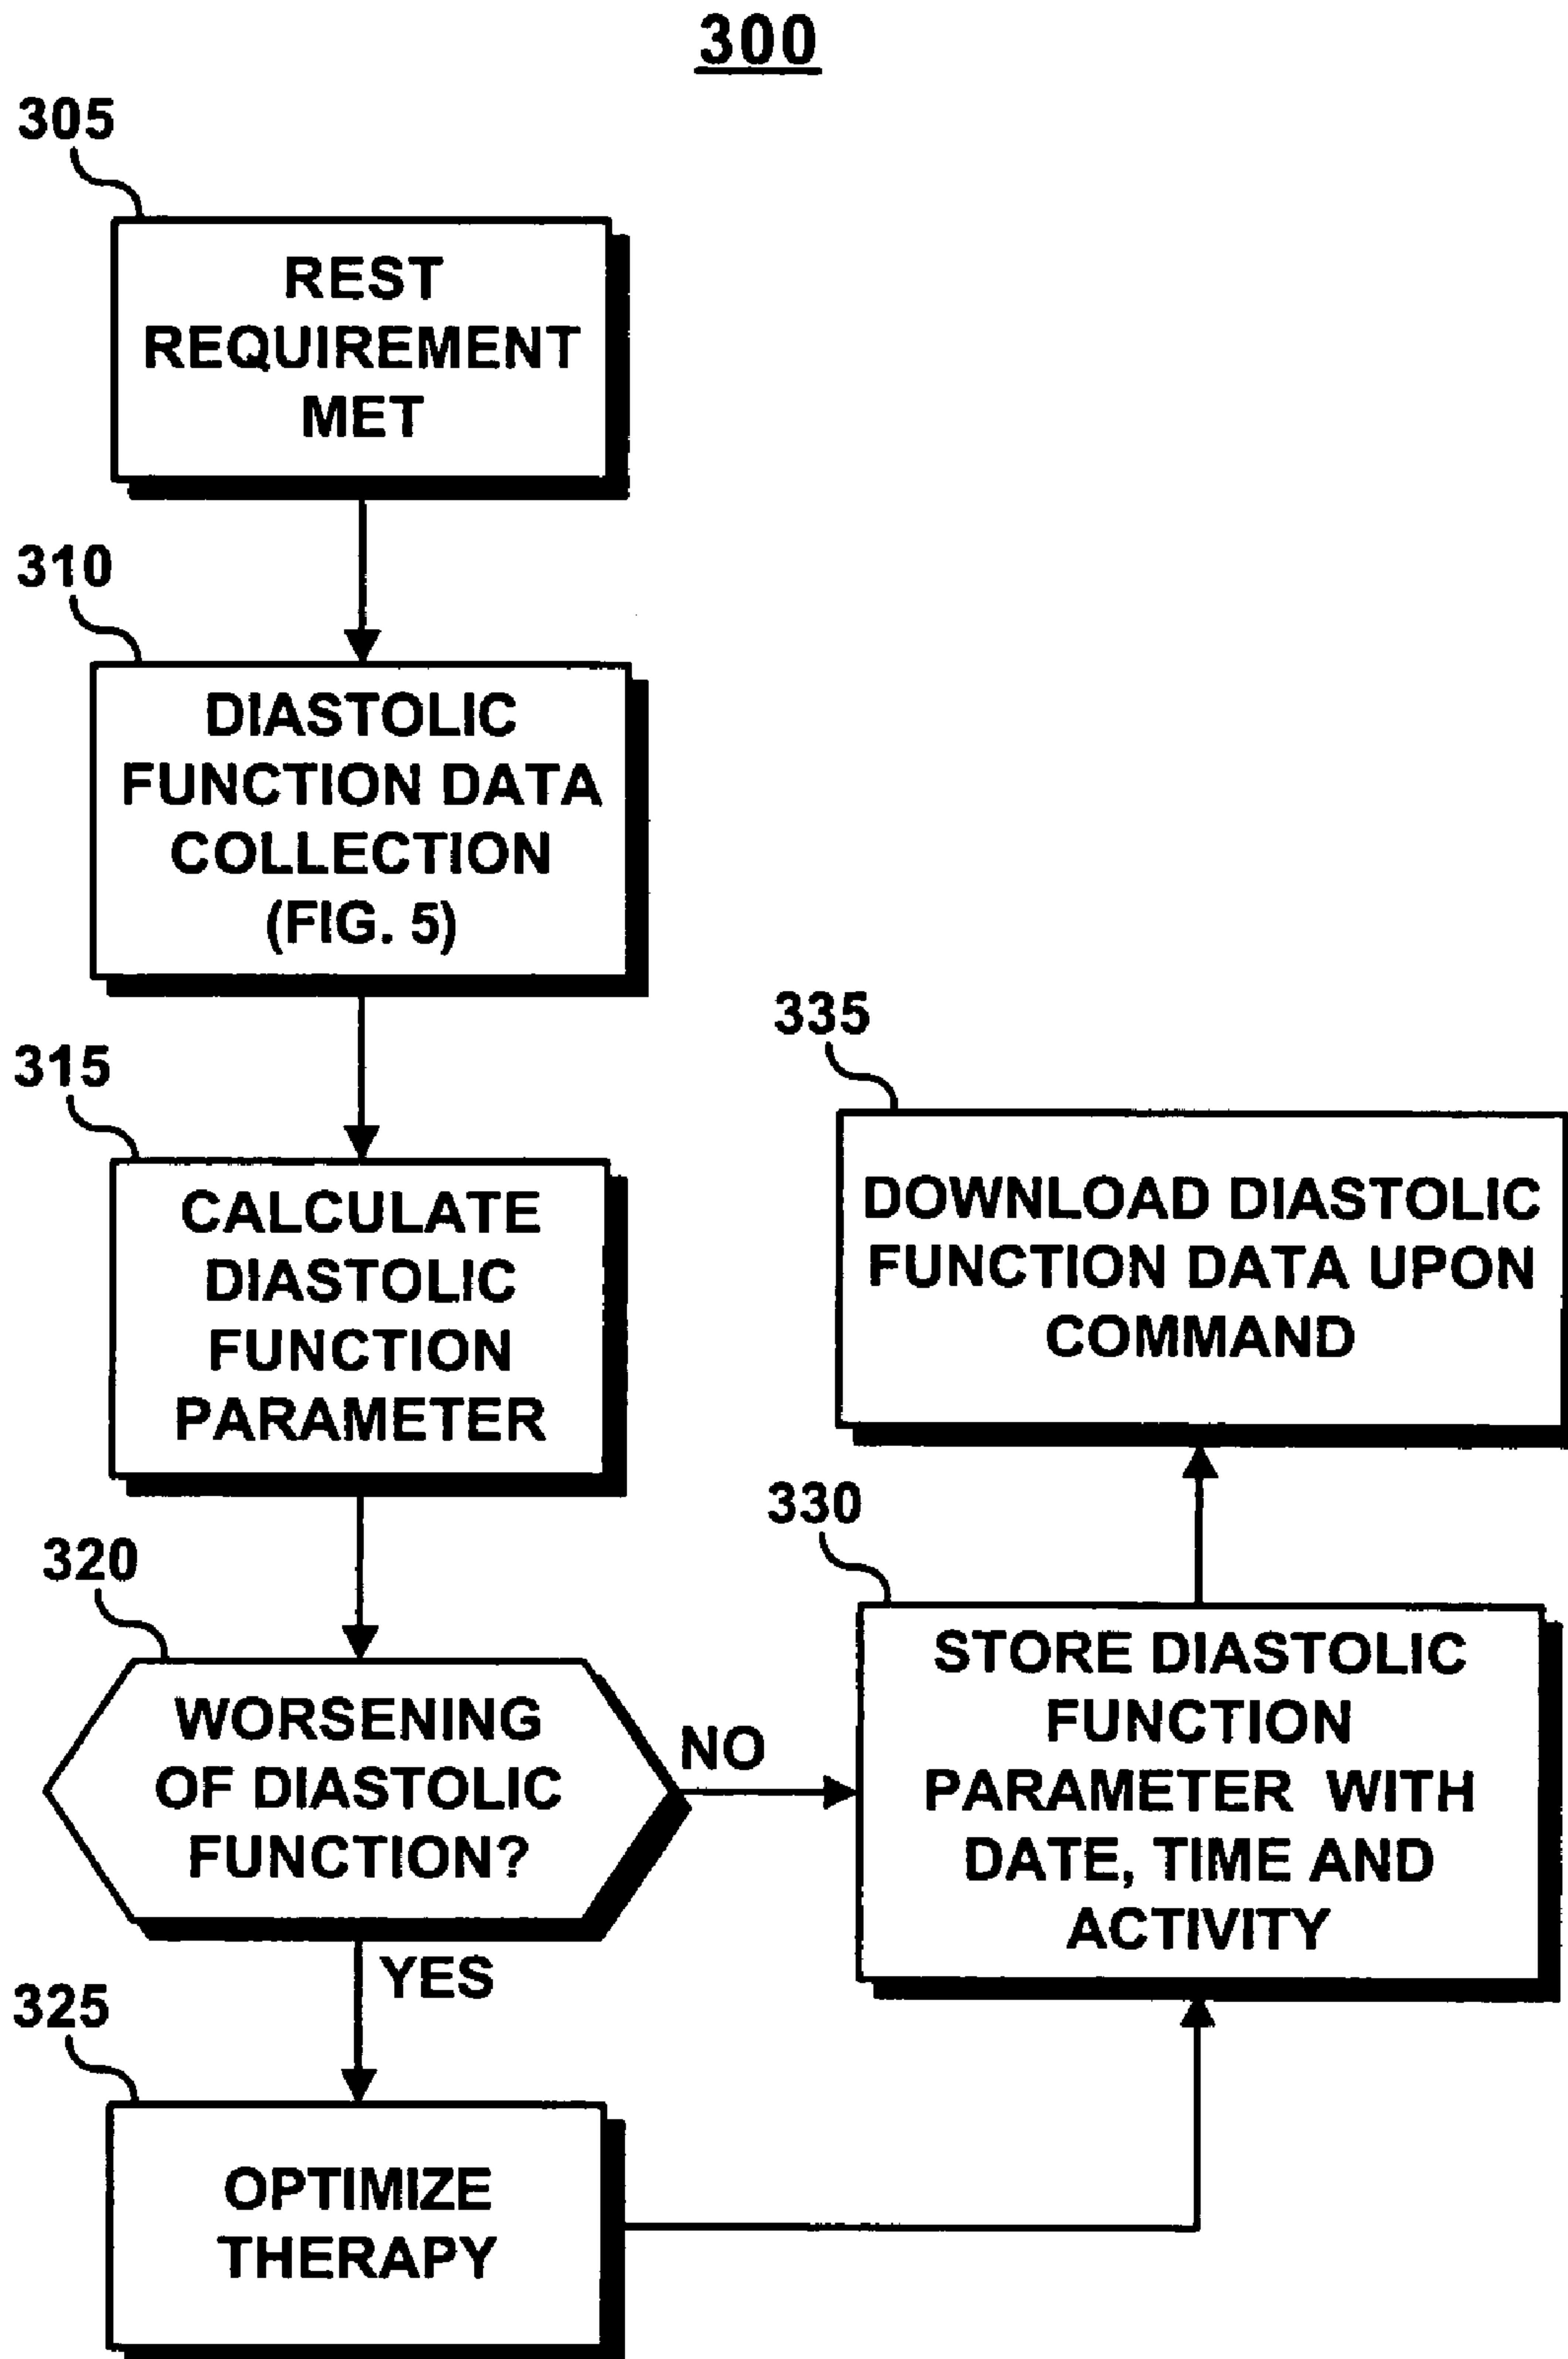 300
305
REST
REQUIREMENT
MET
310
DIASTOLIC
FUNCTION DATA
COLLECTION
(FIG. 5)
315
CALCULATE
DIASTOLIC
FUNCTION
PARAMETER
320
WORSENING
OF DIASTOLIC
FUNCTION?
NO
YES
325
OPTIMIZE
THERAPY
330
STORE DIASTOLIC
FUNCTION
PARAMETER WITH
DATE, TIME AND
ACTIVITY
335
DOWNLOAD DIASTOLIC
FUNCTION DATA UPON
COMMAND